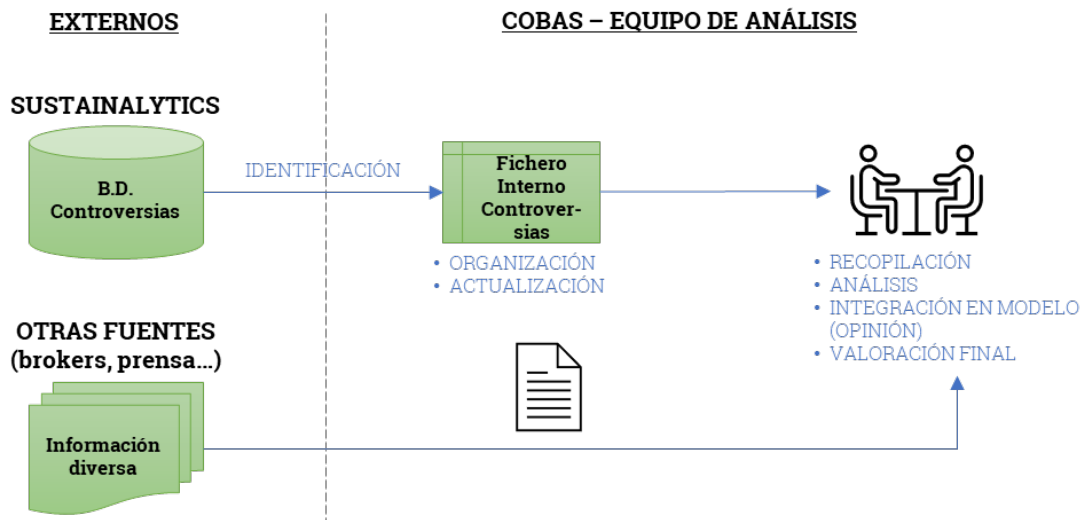 EXTERNOS
COBAS – EQUIPO DE ANÁLISIS
SUSTAINALYTICS
B.D.
Controversias
IDENTIFICACIÓN
Fichero
Interno
Controver-
sias
• ORGANIZACIÓN
• ACTUALIZACIÓN
• RECOPILACIÓN
• ANÁLISIS
• INTEGRACIÓN EN MODELO
(OPINIÓN)
• VALORACIÓN FINAL
OTRAS FUENTES
(brokers, prensa...)
Información
diversa